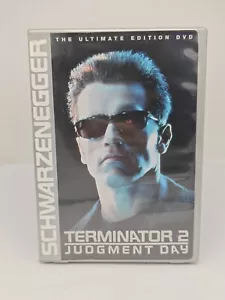 THE ULTIMATE EDITION DVD
SCHWARZENEGGER
TERMINATOR 2
JUDGMENT DAY